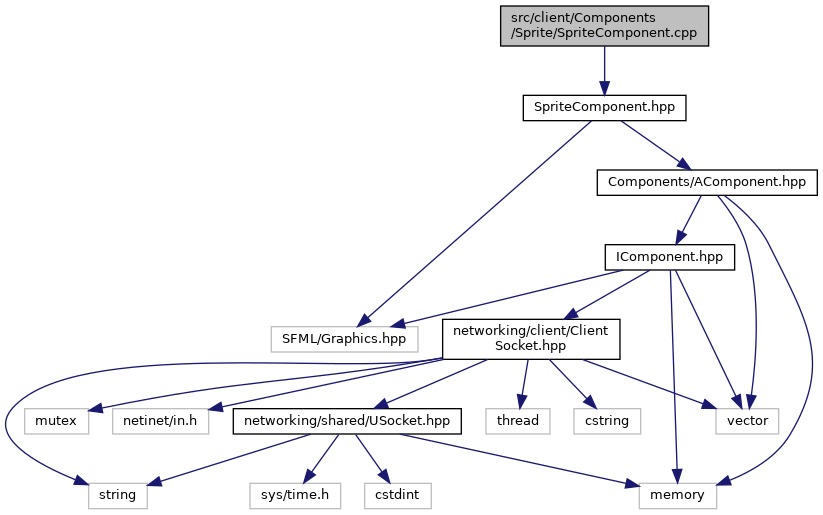 src/client/Components
/Sprite/SpriteComponent.cpp
SpriteComponent.hpp
Components/AComponent.hpp
IComponent.hpp
SFML/Graphics.hpp
networking/client/Client
Socket.hpp
mutex
netinet/in.h
networking/shared/USocket.hpp
thread
cstring
vector
string
sys/time.h
cstdint
memory